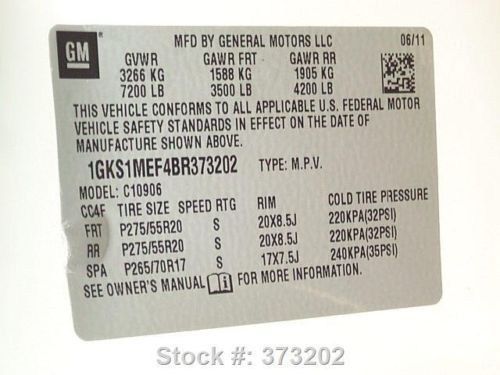 GM
MFD BY GENERAL MOTORS LLC 06/11
GVWR GAWR FRT GAWR RR
3266 KG 1588 KG 1905 KG
7200 LB 3500 LB 4200 LB
THIS VEHICLE CONFORMS TO ALL APPLICABLE U.S. FEDERAL MOTOR
VEHICLE SAFETY STANDARDS IN EFFECT ON THE DATE OF
MANUFACTURE SHOWN ABOVE.
1GKS1MEF4BR373202 TYPE: M.P.V.
MODEL: C10906
CC4F TIRE SIZE SPEED RTG RIM COLD TIRE PRESSURE
FRT P275/55R20 S 20X8.5J 220KPA(32PSI)
RR P275/55R20 S 20X8.5J 220KPA(32PSI)
SPA P265/70R17 S 17X7.5J 240KPA(35PSI)
SEE OWNER'S MANUAL FOR MORE INFORMATION.
Stock #: 373202